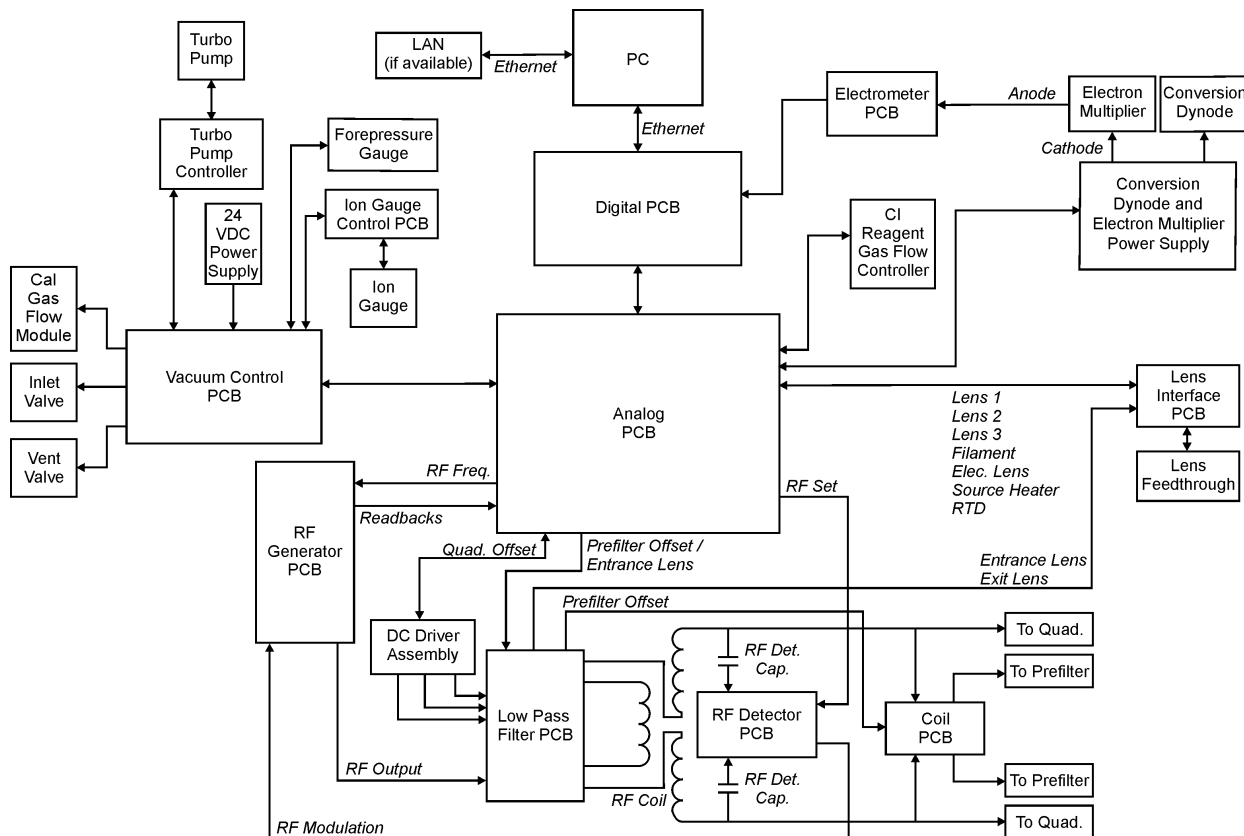 Turbo
Pump
LAN
(if available)
Ethernet
PC
Electrometer
PCB
Anode
Electron
Multiplier
Conversion
Dynode
Turbo
Pump
Controller
Forepressure
Gauge
Ethernet
Cathode
Ion Gauge
Control PCB
Digital PCB
Conversion
Dynode and
Electron Multiplier
Power Supply
24
VDC
Power
Supply
CI
Reagent
Gas Flow
Controller
Ion
Gauge
Cal
Gas
Flow
Module
Vacuum Control
PCB
Inlet
Valve
Analog
PCB
Lens
Interface
PCB
Lens 1
Lens 2
Lens 3
Filament
Elec. Lens
Source Heater
RTD
Vent
Valve
Lens
Feedthrough
RF Freq.
RF Set
Readbacks
RF
Generator
PCB
Quad. Offset
Prefilter Offset /
Entrance Lens
Entrance Lens
Exit Lens
Prefilter Offset
DC Driver
Assembly
To Quad.
RF Det.
Cap.
To Prefilter
Low Pass
Filter PCB
RF Detector
PCB
Coil
PCB
RF Output
RF Det.
Cap.
To Prefilter
RF Coil
To Quad.
RF Modulation